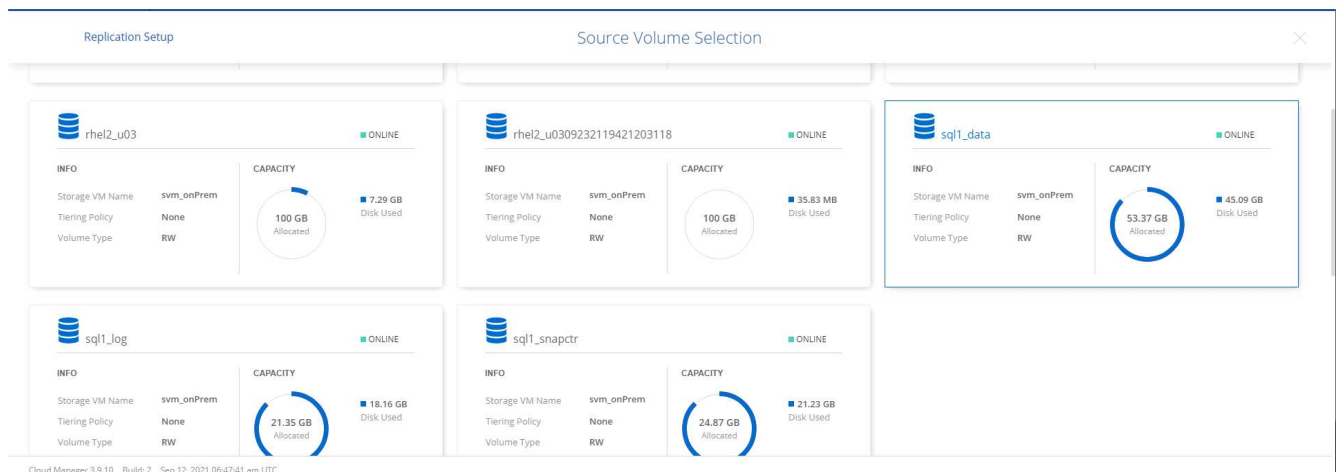 Replication Setup
Source Volume Selection
rhel2_u03
ONLINE
INFO
CAPACITY
Storage VM Name svm_onPrem
Tiering Policy None
Volume Type RW
100 GB
Allocated
7.29 GB
Disk Used
rhel2_u0309232119421203118
ONLINE
INFO
CAPACITY
Storage VM Name svm_onPrem
Tiering Policy None
Volume Type RW
100 GB
Allocated
35.83 MB
Disk Used
sql1_data
ONLINE
INFO
CAPACITY
Storage VM Name svm_onPrem
Tiering Policy None
Volume Type RW
53.37 GB
Allocated
45.09 GB
Disk Used
sql1_log
ONLINE
INFO
CAPACITY
Storage VM Name svm_onPrem
Tiering Policy None
Volume Type RW
21.35 GB
Allocated
18.16 GB
Disk Used
sql1_snapctr
ONLINE
INFO
CAPACITY
Storage VM Name svm_onPrem
Tiering Policy None
Volume Type RW
24.87 GB
Allocated
21.23 GB
Disk Used
Cloud Manager 3.9.10 Build: 2 Sep 12, 2021 06:47:41 am UTC